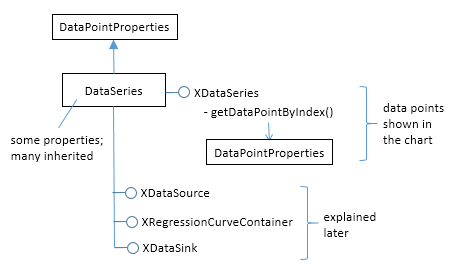 DataPointProperties
DataSeries
XDataSeries
- getDataPointByIndex()
DataPointProperties
data points
shown in
the chart
some properties;
many inherited
XDataSource
XRegressionCurveContainer
XDataSink
explained
later